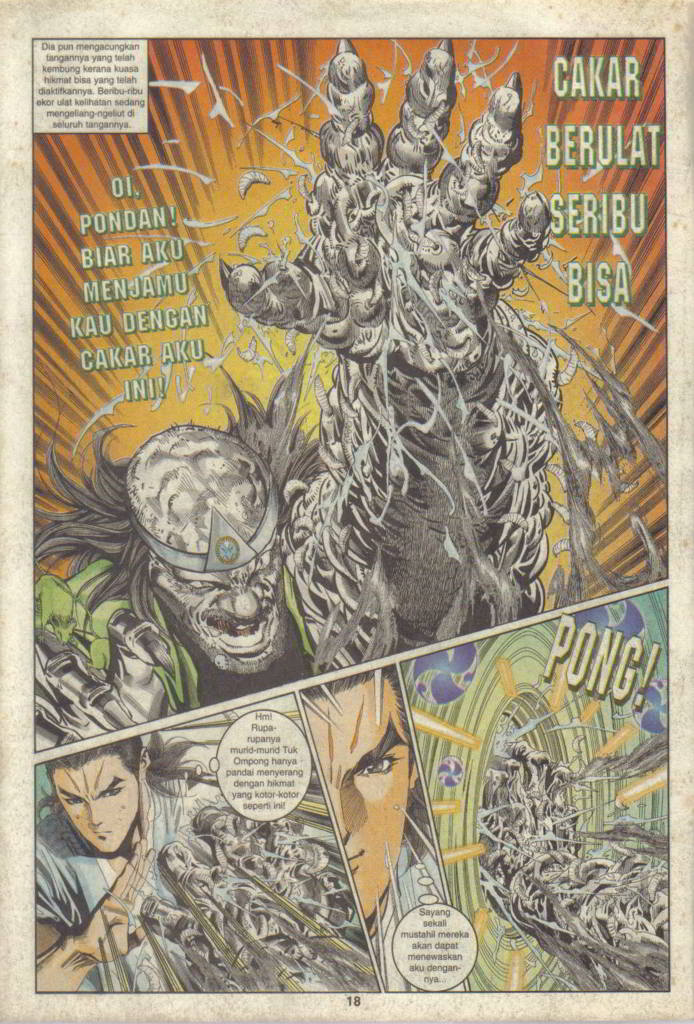 Dia pun mengacungkan
tangannya yang telah
kembung kerana kuasa
hikmat bisa yang telah
diaktifkannya. Beribu-ribu
ekor ulat kelihatan sedang
mengeliang-ngeliut di
seluruh tangannya.
CAKAR
BERULAT
SERIBU
BISA
OI,
PONDAN!
BIAR AKU
MENJAMU
KAU DENGAN
CAKAR AKU
INI!
PONG!
Hm!
Rupa-
rupanya
murid-murid Tuk
Ompong hanya
pandai menyerang
dengan hikmat
yang kotor-kotor
seperti ini!
Sayang
sekali
mustahil mereka
akan dapat
menewaskan
aku dengan-
nya...
18